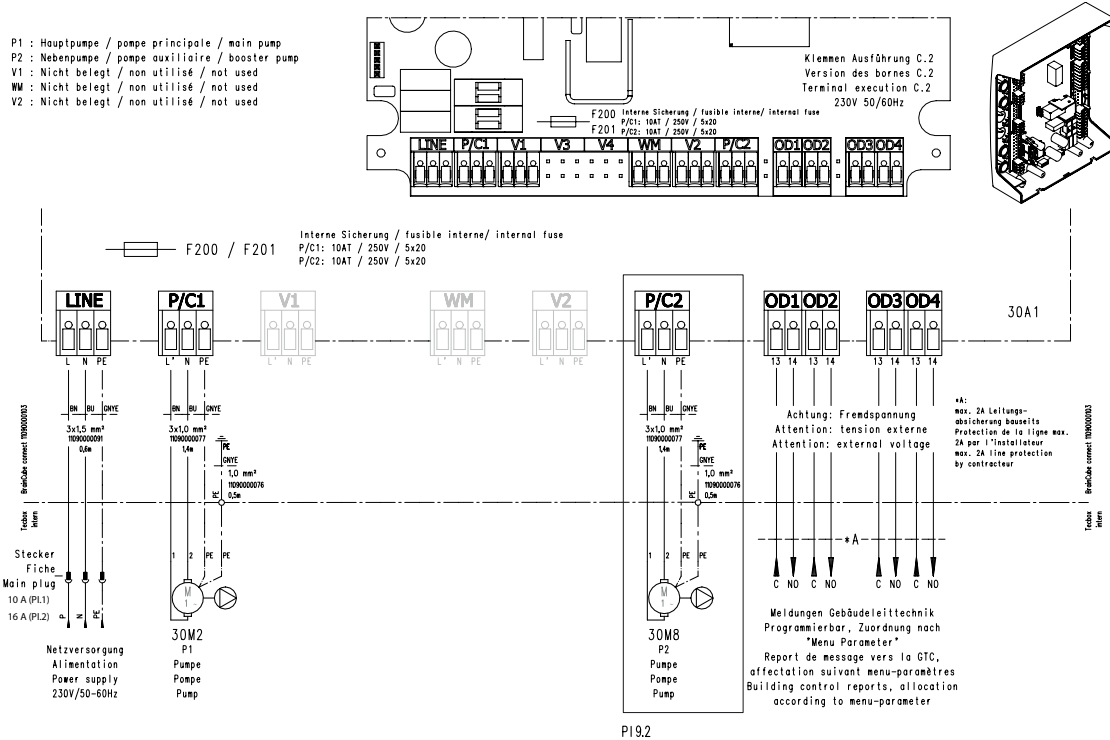 P1 : Hauptpumpe / pompe principale / main pump
P2 : Nebenpumpe / pompe auxiliaire / booster pump
V1 : Nicht belegt / non utilisé / not used
WM : Nicht belegt / non utilisé / not used
V2 : Nicht belegt / non utilisé / not used
Klemmen Ausführung C.2
Version des bornes C.2
Terminal execution C.2
230V 50/60Hz
F200 Interne Sicherung / fusible interne/ internal fuse
P/C1: 10AT / 250V / 5x20
F201 P/C2: 10AT / 250V / 5x20
LINE P/C1 V1 V3 V4 WM V2 P/C2 OD1 OD2 OD3 OD4
F200 / F201
Interne Sicherung / fusible interne/ internal fuse
P/C1: 10AT / 250V / 5x20
P/C2: 10AT / 250V / 5x20
LINE P/C1 V1 WM V2 P/C2 OD1 OD2 OD3 OD4
30A1
L N PE L' N PE L' N PE L' N PE L' N PE L' N PE 13 14 13 14 13 14 13 14
BN BU GNYE
3x1,5 mm²
11090000091
0,6m
BN BU GNYE
3x1,0 mm²
11090000077
1,4m
PE
GNYE
1,0 mm²
11090000076
0,5m
PE
BN BU GNYE
3x1,0 mm²
11090000077
1,4m
PE
GNYE
1,0 mm²
11090000076
0,5m
PE
Achtung: Fremdspannung
Attention: tension externe
Attention: external voltage
*A:
max. 2A Leitungs-
absicherung bauseits
Protection de la ligne max.
2A par l'installateur
max. 2A line protection
by contracteur
BrainCube connect 11090000103
Tecbox
intern
BrainCube connect 11090000103
Tecbox
intern
Stecker
Fiche
Main plug
10 A (PI.1)
16 A (PI.2)
P N PE
Netzversorgung
Alimentation
Power supply
230V/50-60Hz
1 2 PE PE
M
1 ~
30M2
P1
Pumpe
Pompe
Pump
1 2 PE PE
M
1 ~
30M8
P2
Pumpe
Pompe
Pump
PI9.2
*A
C NO C NO C NO C NO
Meldungen Gebäudeleittechnik
Programmierbar, Zuordnung nach
"Menu Parameter"
Report de message vers la GTC,
affectation suivant menu-paramètres
Building control reports, allocation
according to menu-parameter